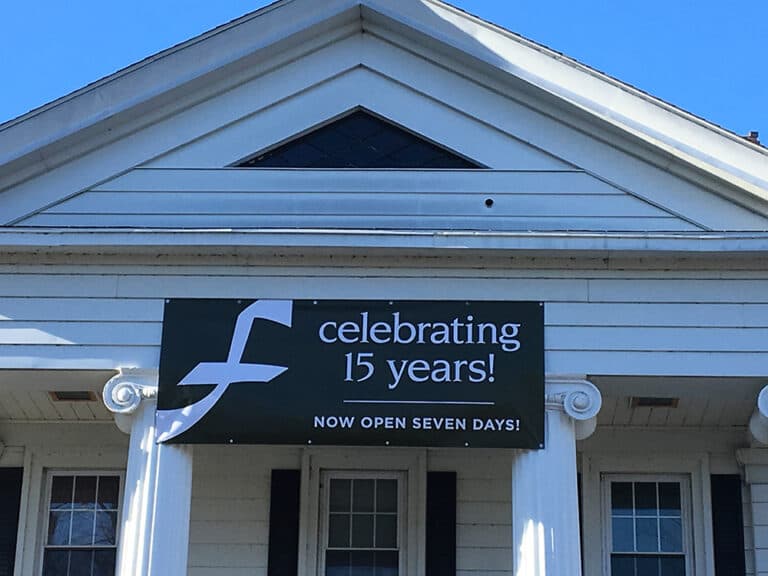 f
celebrating
15 years!
NOW OPEN SEVEN DAYS!